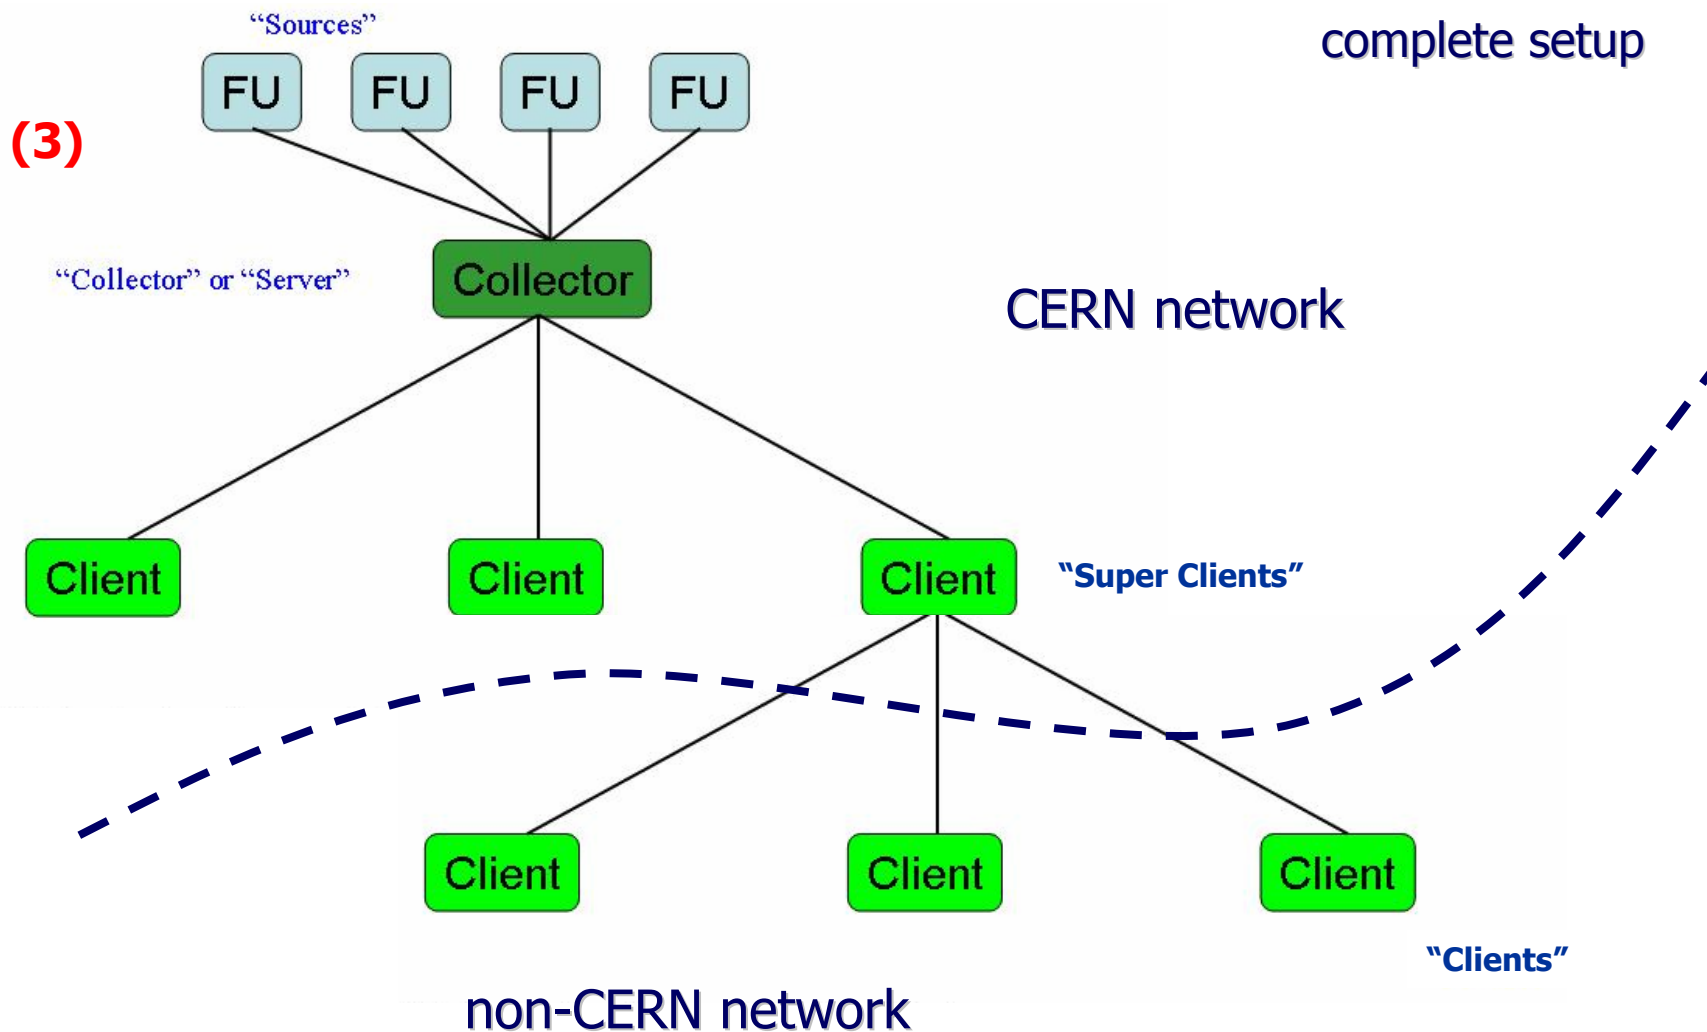 “Sources”
complete setup
FU FU FU FU
(3)
“Collector” or “Server”
Collector
CERN network
Client Client Client “Super Clients”
Client Client Client
“Clients”
non-CERN network